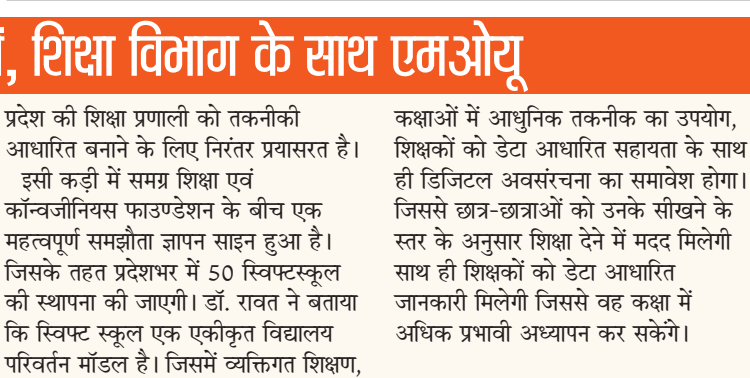 , शिक्षा विभाग के साथ एमओयू
प्रदेश की शिक्षा प्रणाली को तकनीकी
आधारित बनाने के लिए निरंतर प्रयासरत है।
इसी कड़ी में समग्र शिक्षा एवं
कॉन्वजीनियस फाउण्डेशन के बीच एक
महत्वपूर्ण समझौता ज्ञापन साइन हुआ है।
जिसके तहत प्रदेशभर में 50 स्विफ्टस्कूल
की स्थापना की जाएगी। डॉ. रावत ने बताया
कि स्विफ्ट स्कूल एक एकीकृत विद्यालय
परिवर्तन मॉडल है। जिसमें व्यक्तिगत शिक्षण,
कक्षाओं में आधुनिक तकनीक का उपयोग,
शिक्षकों को डेटा आधारित सहायता के साथ
ही डिजिटल अवसंरचना का समावेश होगा।
जिससे छात्र-छात्राओं को उनके सीखने के
स्तर के अनुसार शिक्षा देने में मदद मिलेगी
साथ ही शिक्षकों को डेटा आधारित
जानकारी मिलेगी जिससे वह कक्षा में
अधिक प्रभावी अध्यापन कर सकेंगे।